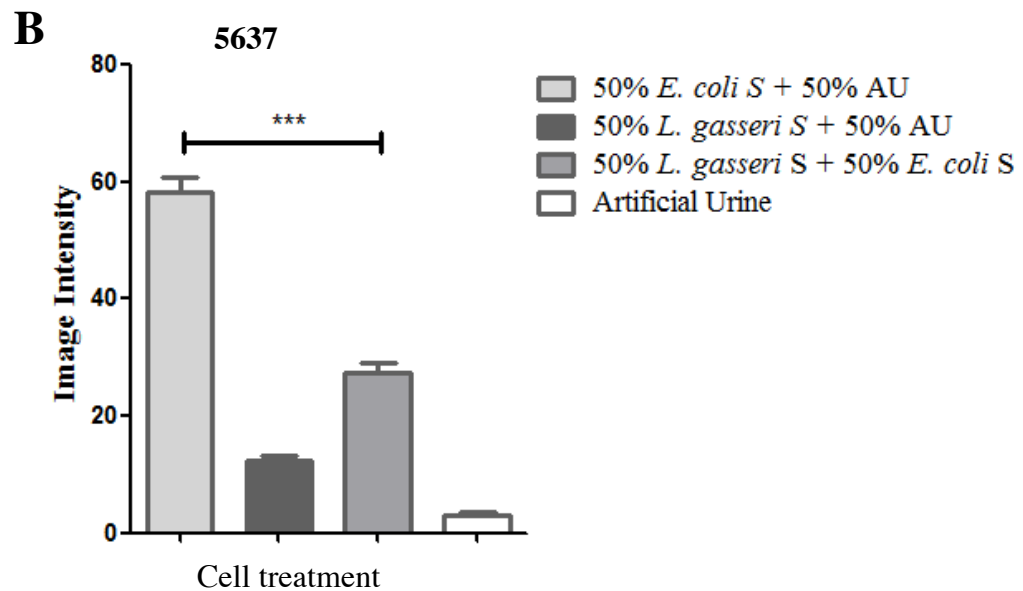 B
5637
80
60
40
20
0
Image Intensity
***
Cell treatment
50% E. coli S + 50% AU
50% L. gasseri S + 50% AU
50% L. gasseri S + 50% E. coli S
Artificial Urine